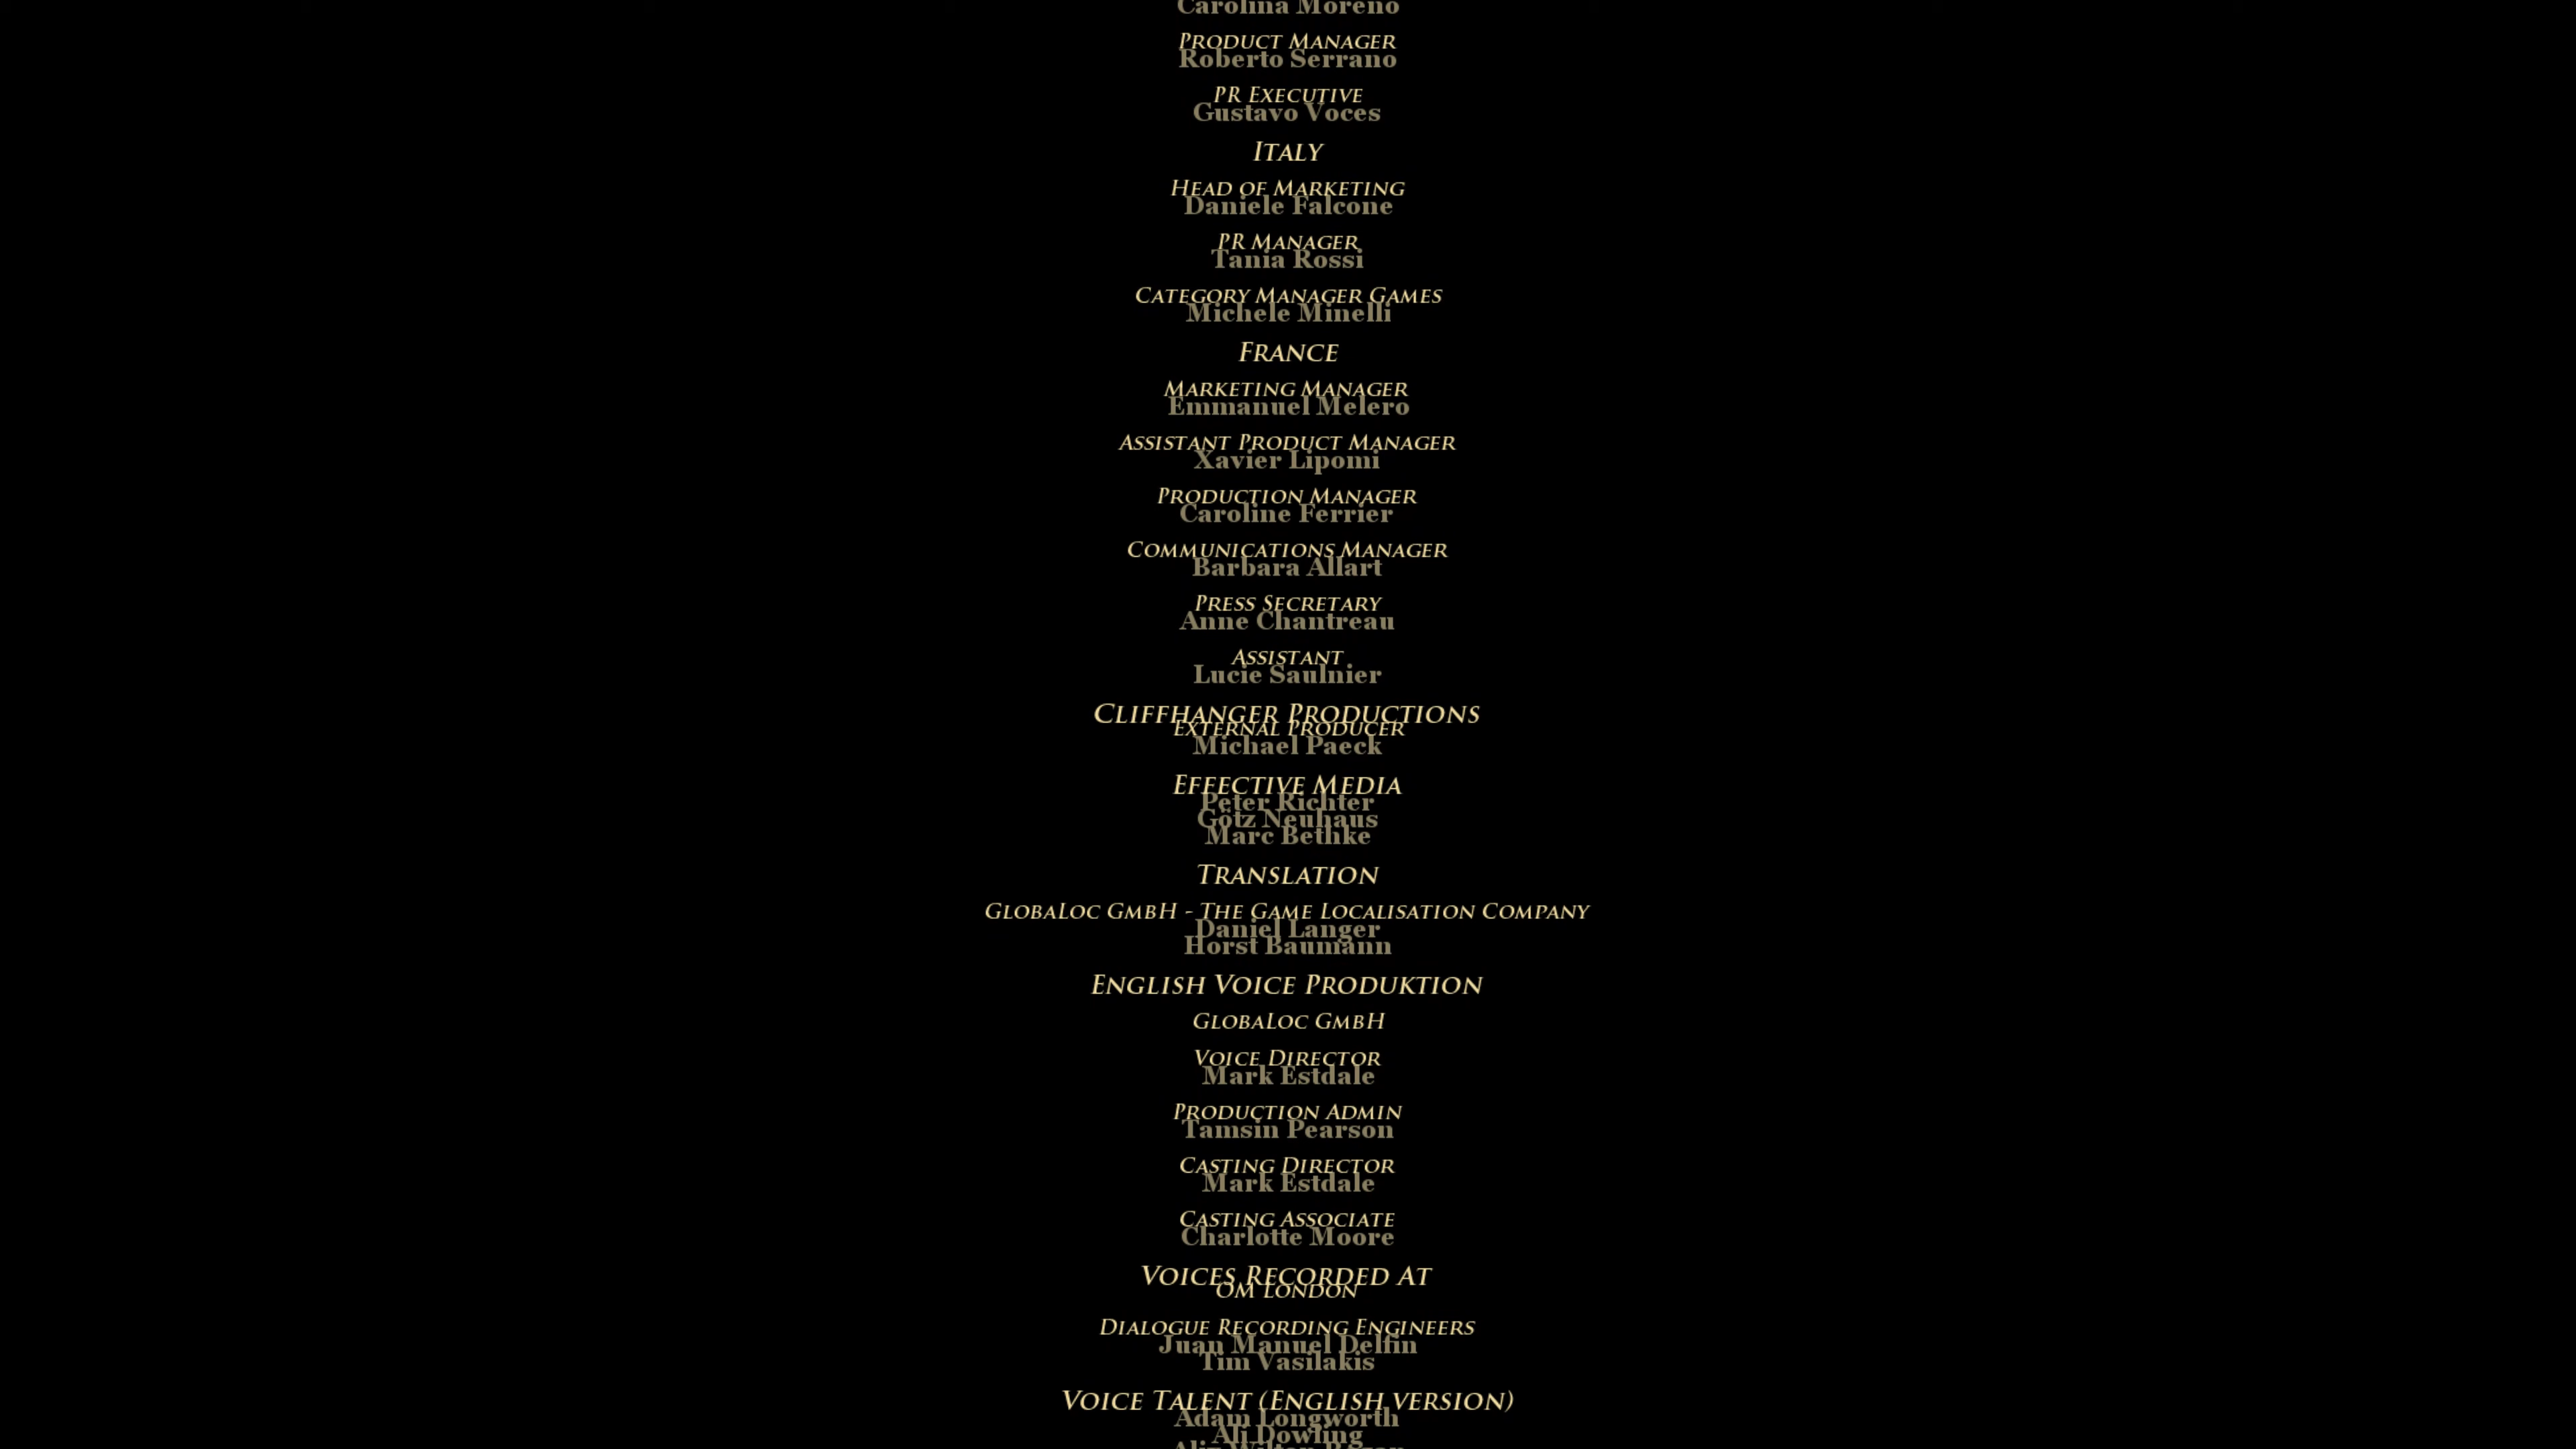 Carolina Moreno
Product Manager
Roberto Serrano
PR Executive
Gustavo Voces
Italy
Head of Marketing
Daniele Falcone
PR Manager
Tania Rossi
Category Manager Games
Michele Minelli
France
Marketing Manager
Emmanuel Melero
Assistant Product Manager
Xavier Lipomi
Production Manager
Caroline Ferrier
Communications Manager
Barbara Allart
Press Secretary
Anne Chantreau
Assistant
Lucie Saulnier
Cliffhanger Productions
External Producer
Michael Paeck
Effective Media
Peter Richter
Götz Neuhaus
Marc Bethke
Translation
GlobaLoc GmbH - The Game Localisation Company
Daniel Langer
Horst Baumann
English Voice Produktion
GlobaLoc GmbH
Voice Director
Mark Estdale
Production Admin
Tamsin Pearson
Casting Director
Mark Estdale
Casting Associate
Charlotte Moore
Voices Recorded At
OM London
Dialogue Recording Engineers
Juan Manuel Delfin
Tim Vasilakis
Voice Talent (English version)
Adam Longworth
Ali Dowling